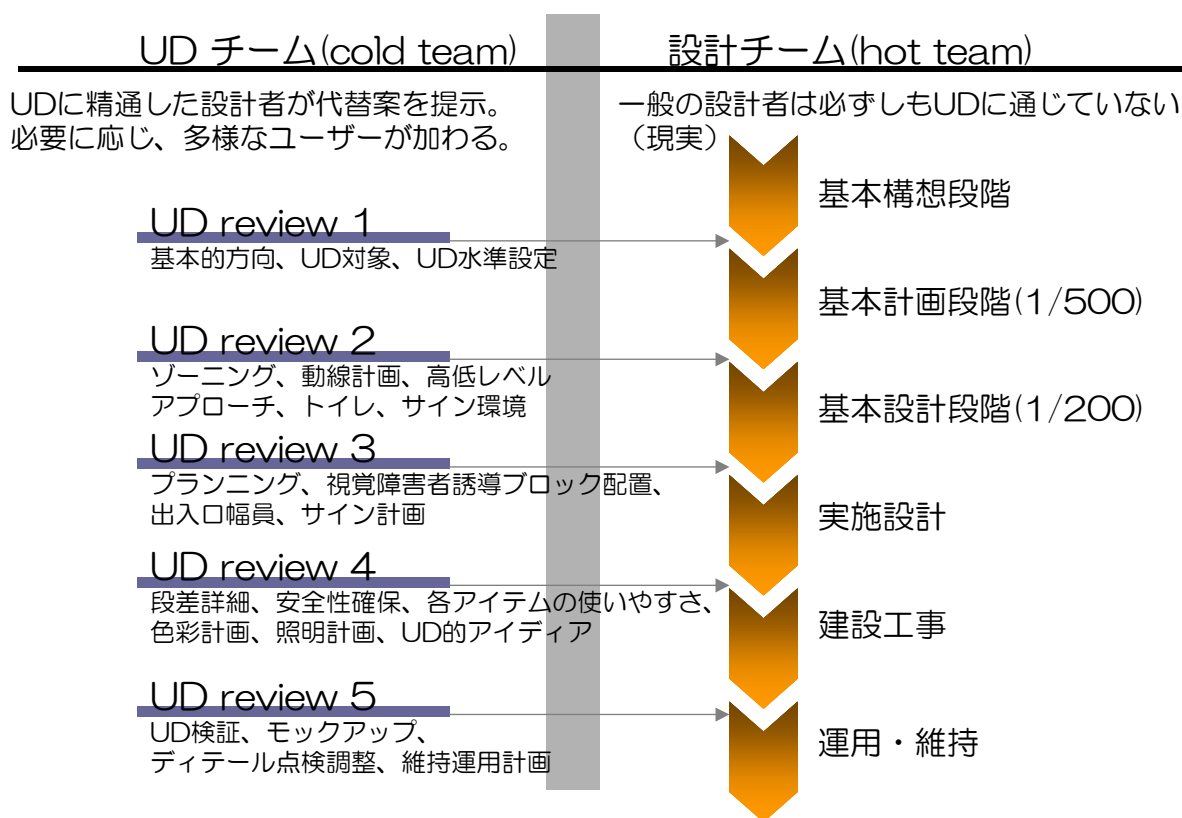 UD チーム(cold team)
設計チーム(hot team)
UDに精通した設計者が代替案を提示。
必要に応じ、多様なユーザーが加わる。
一般の設計者は必ずしもUDに通じていない
（現実）
基本構想段階
UD review 1
基本的方向、UD対象、UD水準設定
基本計画段階(1/500)
UD review 2
ゾーニング、動線計画、高低レベル
アプローチ、トイレ、サイン環境
基本設計段階(1/200)
UD review 3
プランニング、視覚障害者誘導ブロック配置、
出入口幅員、サイン計画
実施設計
UD review 4
段差詳細、安全性確保、各アイテムの使いやすさ、
色彩計画、照明計画、UD的アイディア
建設工事
UD review 5
UD検証、モックアップ、
ディテール点検調整、維持運用計画
運用・維持